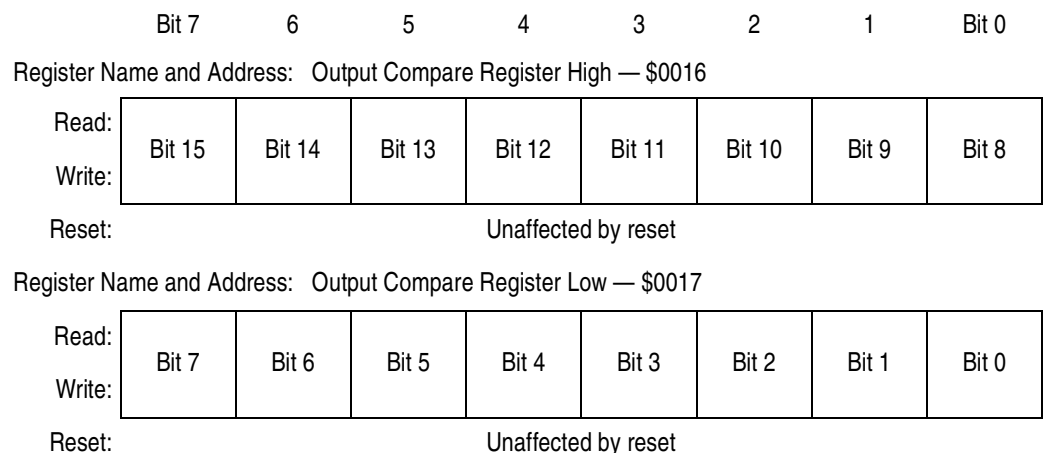 Bit 7 6 5 4 3 2 1 Bit 0
Register Name and Address: Output Compare Register High — $0016
Read:
Bit 15 Bit 14 Bit 13 Bit 12 Bit 11 Bit 10 Bit 9 Bit 8
Write:
Reset: Unaffected by reset
Register Name and Address: Output Compare Register Low — $0017
Read:
Bit 7 Bit 6 Bit 5 Bit 4 Bit 3 Bit 2 Bit 1 Bit 0
Write:
Reset: Unaffected by reset